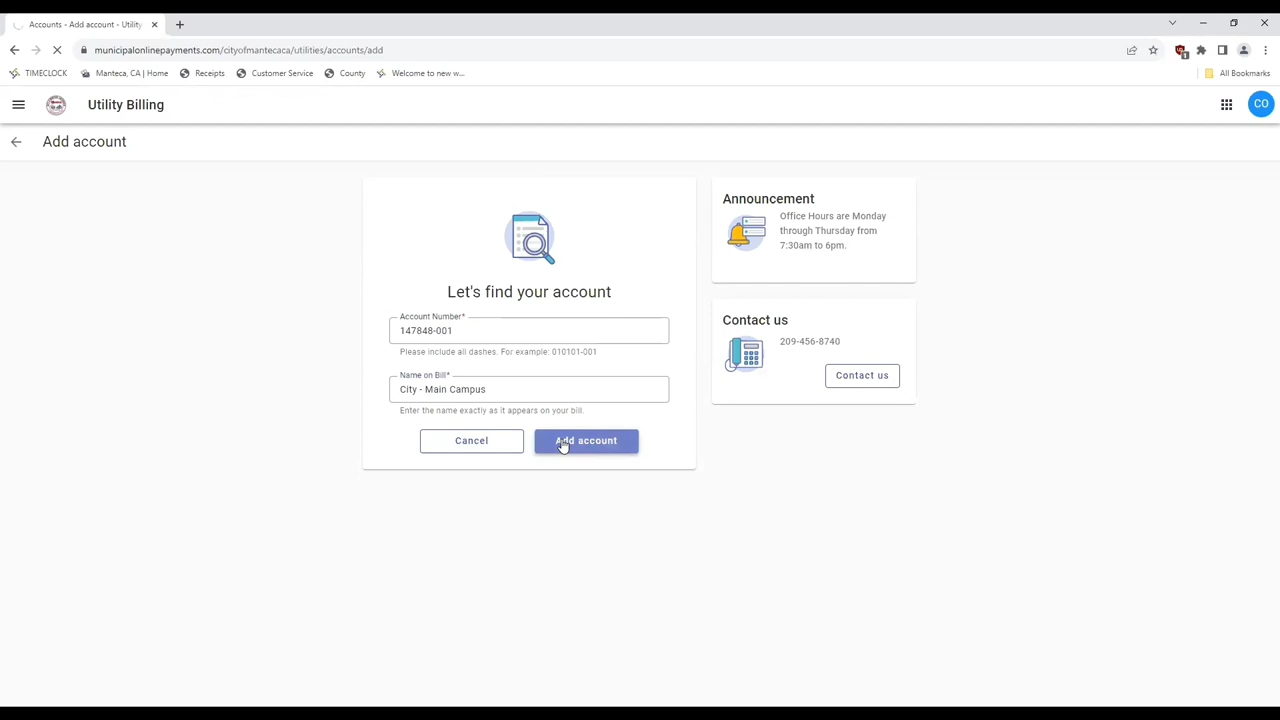 Accounts - Add account - Utility
municipalonlinepayments.com/cityofmantecaca/utilities/accounts/add
TIMECLOCK Manteca, CA | Home Receipts Customer Service County Welcome to new w... All Bookmarks
Utility Billing CO
Add account
Let's find your account
Account Number*
147848-001
Please include all dashes. For example: 010101-001
Name on Bill*
City - Main Campus
Enter the name exactly as it appears on your bill.
Cancel Add account
Announcement
Office Hours are Monday
through Thursday from
7:30am to 6pm.
Contact us
209-456-8740
Contact us